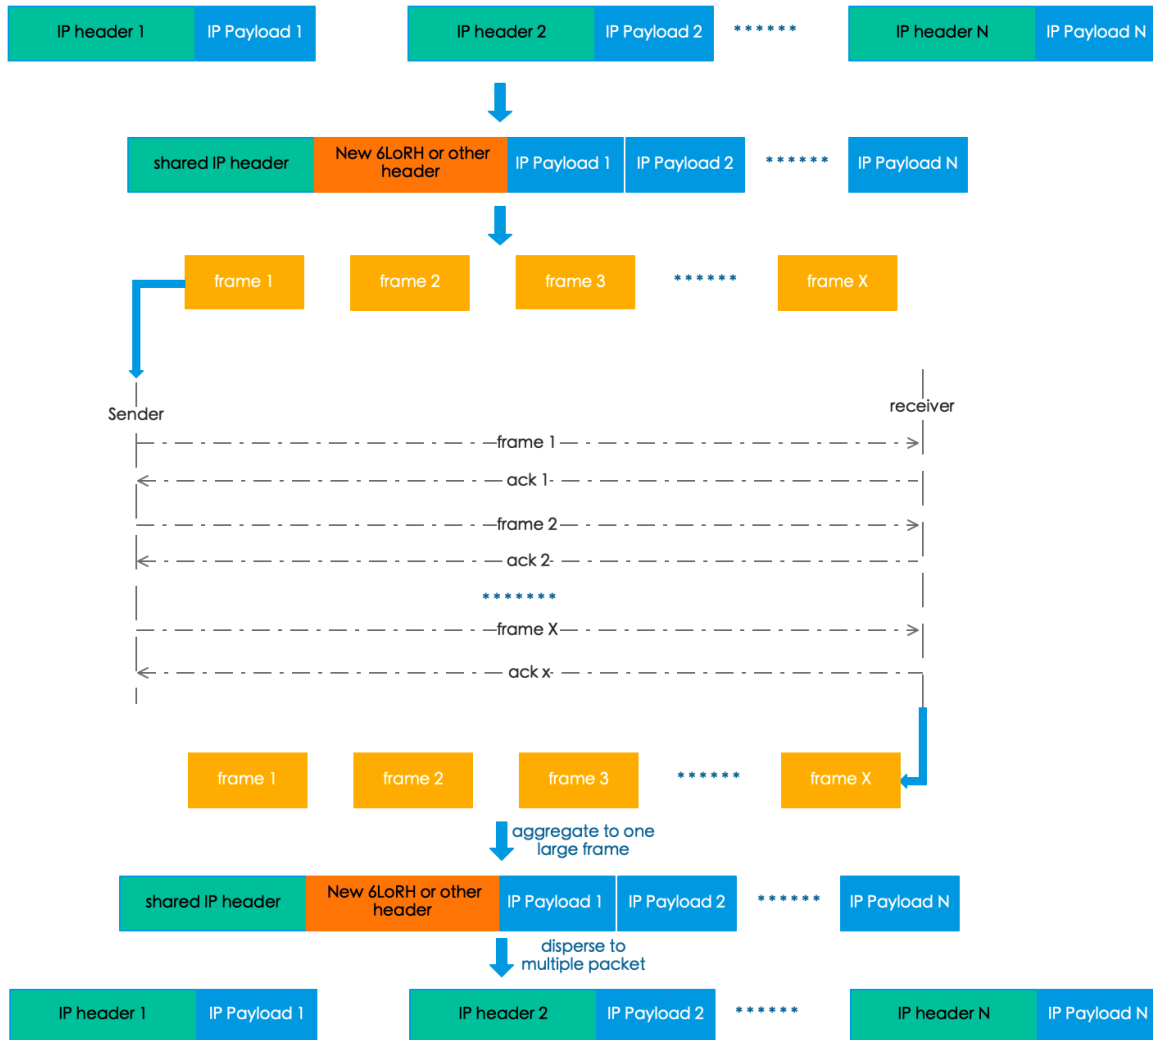 IP header 1 IP Payload 1 IP header 2 IP Payload 2 ****** IP header N IP Payload N
shared IP header New 6LoRH or other header IP Payload 1 IP Payload 2 ****** IP Payload N
frame 1 frame 2 frame 3 ****** frame X
Sender receiver
frame 1
ack 1
frame 2
ack 2
*******
frame X
ack x
frame 1 frame 2 frame 3 ****** frame X
aggregate to one
large frame
shared IP header New 6LoRH or other header IP Payload 1 IP Payload 2 ****** IP Payload N
disperse to
multiple packet
IP header 1 IP Payload 1 IP header 2 IP Payload 2 ****** IP header N IP Payload N